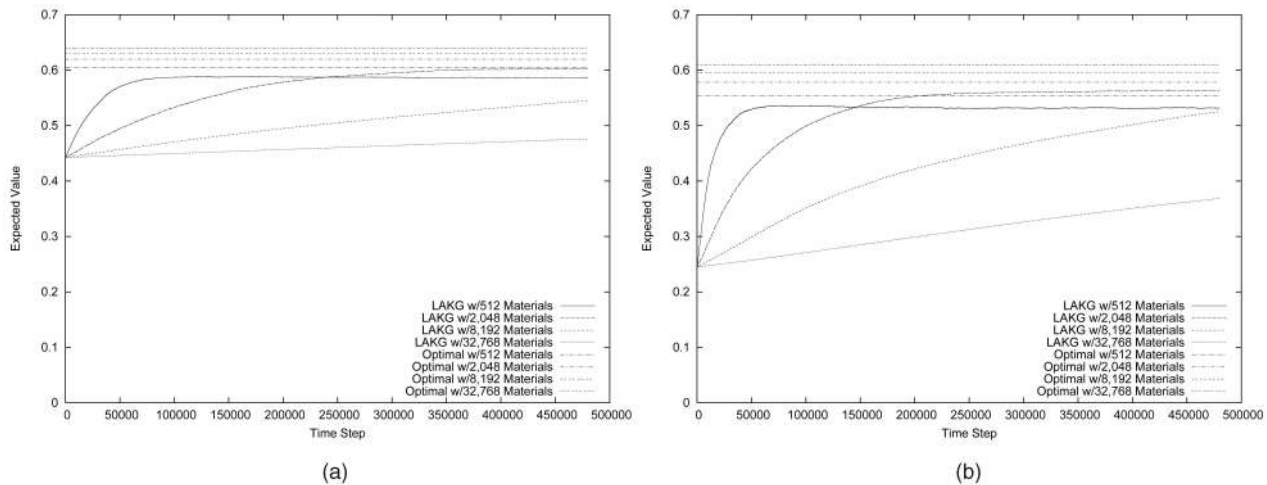 0.7
0.6
0.5
0.4
0.3
0.2
0.1
0
Expected Value
LAKG w/512 Materials
LAKG w/2,048 Materials
LAKG w/8,192 Materials
LAKG w/32,768 Materials
Optimal w/512 Materials
Optimal w/2,048 Materials
Optimal w/8,192 Materials
Optimal w/32,768 Materials
0 50000 100000 150000 200000 250000 300000 350000 400000 450000 500000
Time Step
(a)
0.7
0.6
0.5
0.4
0.3
0.2
0.1
0
Expected Value
LAKG w/512 Materials
LAKG w/2,048 Materials
LAKG w/8,192 Materials
LAKG w/32,768 Materials
Optimal w/512 Materials
Optimal w/2,048 Materials
Optimal w/8,192 Materials
Optimal w/32,768 Materials
0 50000 100000 150000 200000 250000 300000 350000 400000 450000 500000
Time Step
(b)